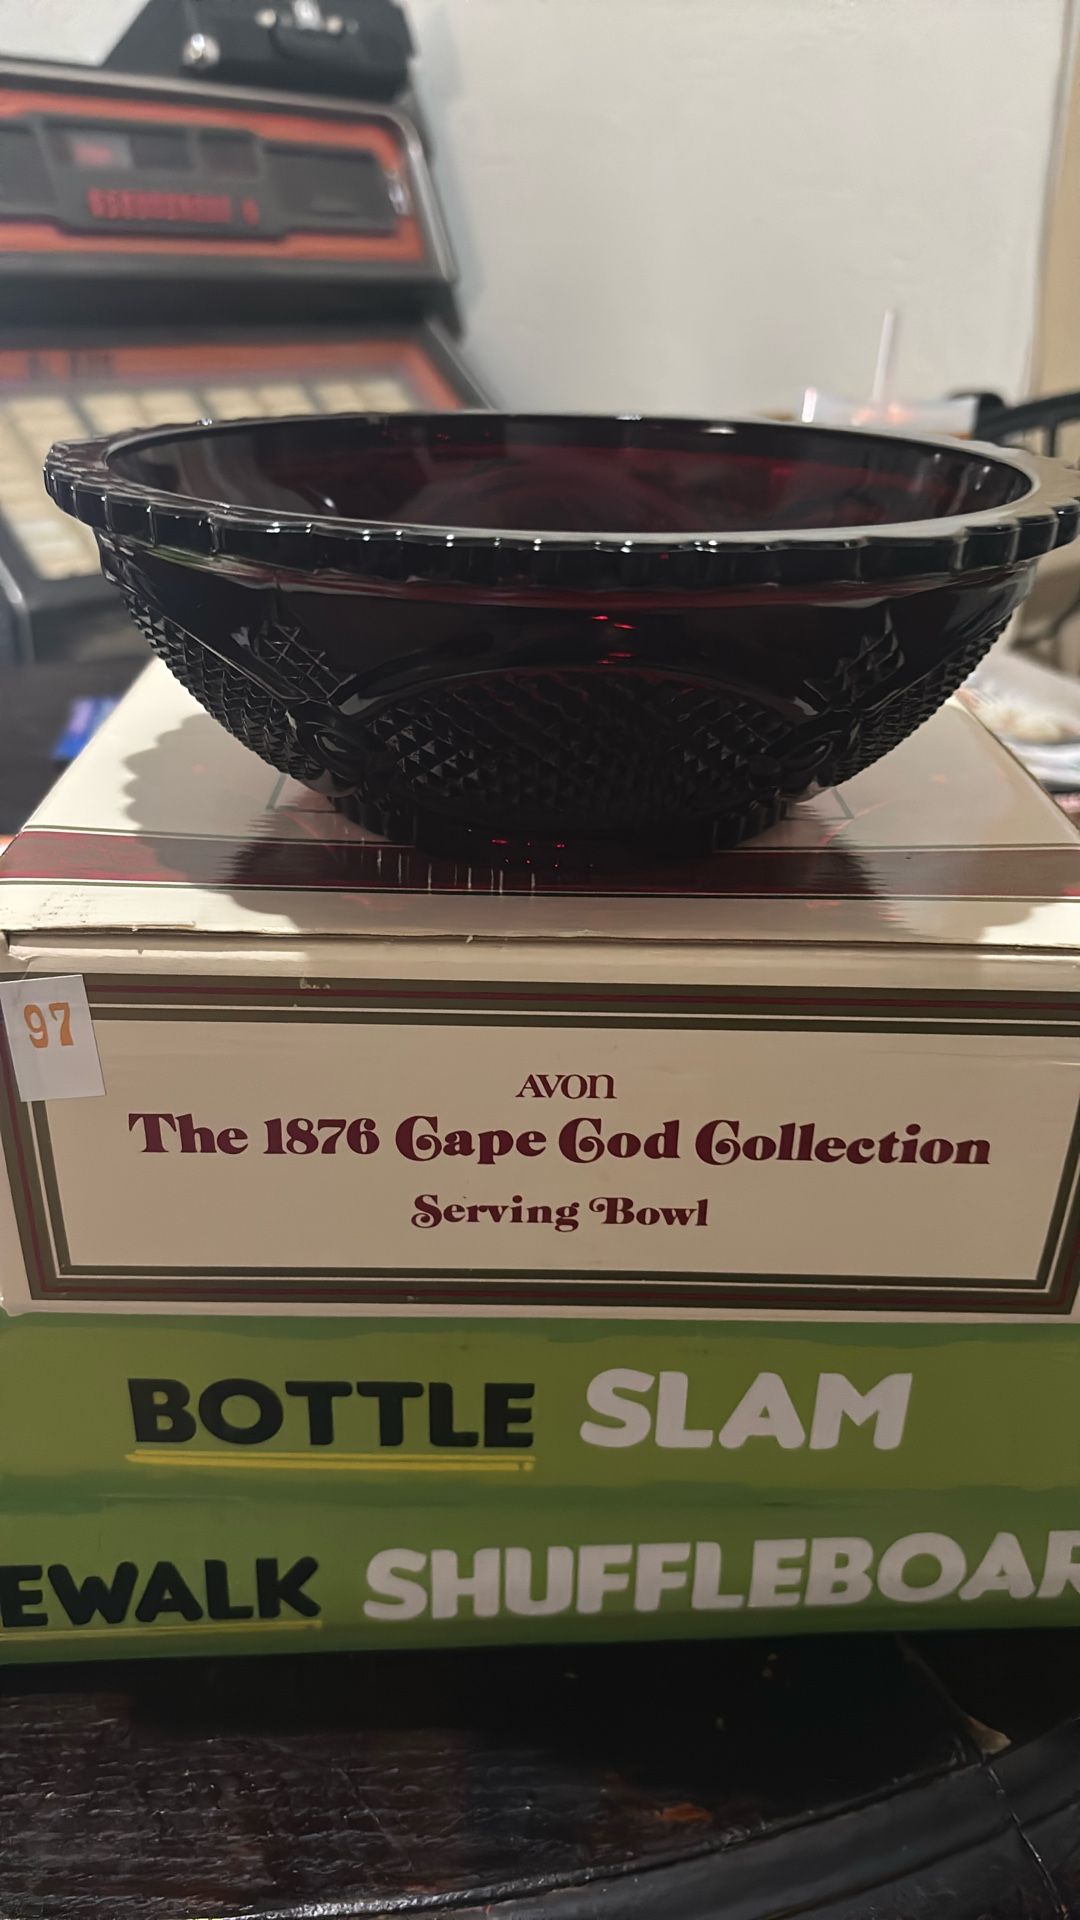 97
AVON
The 1876 Cape Cod Collection
Serving Bowl
BOTTLE SLAM
EWALK SHUFFLEBOAR